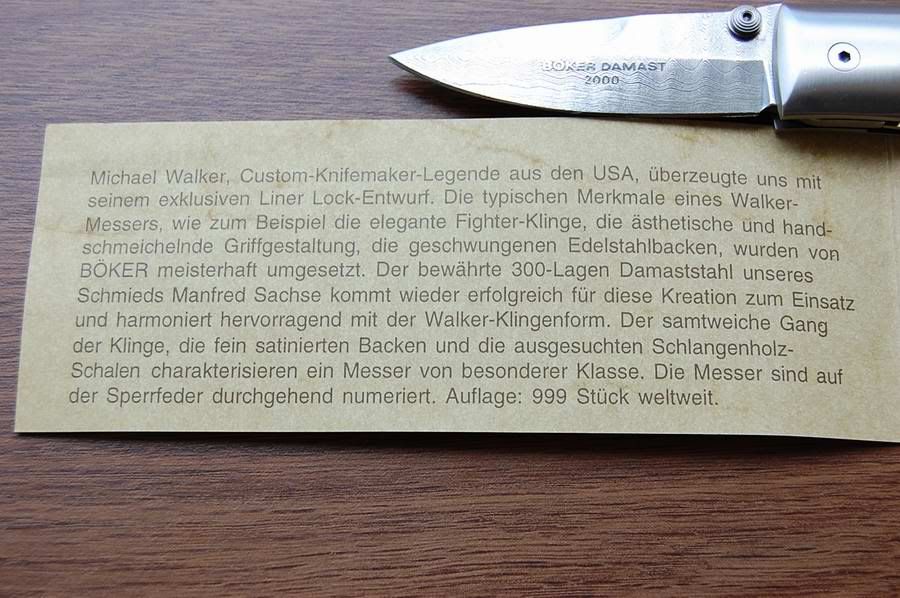 BÖKER DAMAST
2000
Michael Walker, Custom-Knifemaker-Legende aus den USA, überzeugte uns mit
seinem exklusiven Liner Lock-Entwurf. Die typischen Merkmale eines Walker-
Messers, wie zum Beispiel die elegante Fighter-Klinge, die ästhetische und hand-
schmeichelnde Griffgestaltung, die geschwungenen Edelstahlbacken, wurden von
BÖKER meisterhaft umgesetzt. Der bewährte 300-Lagen Damaststahl unseres
Schmieds Manfred Sachse kommt wieder erfolgreich für diese Kreation zum Einsatz
und harmoniert hervorragend mit der Walker-Klingenform. Der samtweiche Gang
der Klinge, die fein satinierten Backen und die ausgesuchten Schlangenholz-
Schalen charakterisieren ein Messer von besonderer Klasse. Die Messer sind auf
der Sperrfeder durchgehend numeriert. Auflage: 999 Stück weltweit.